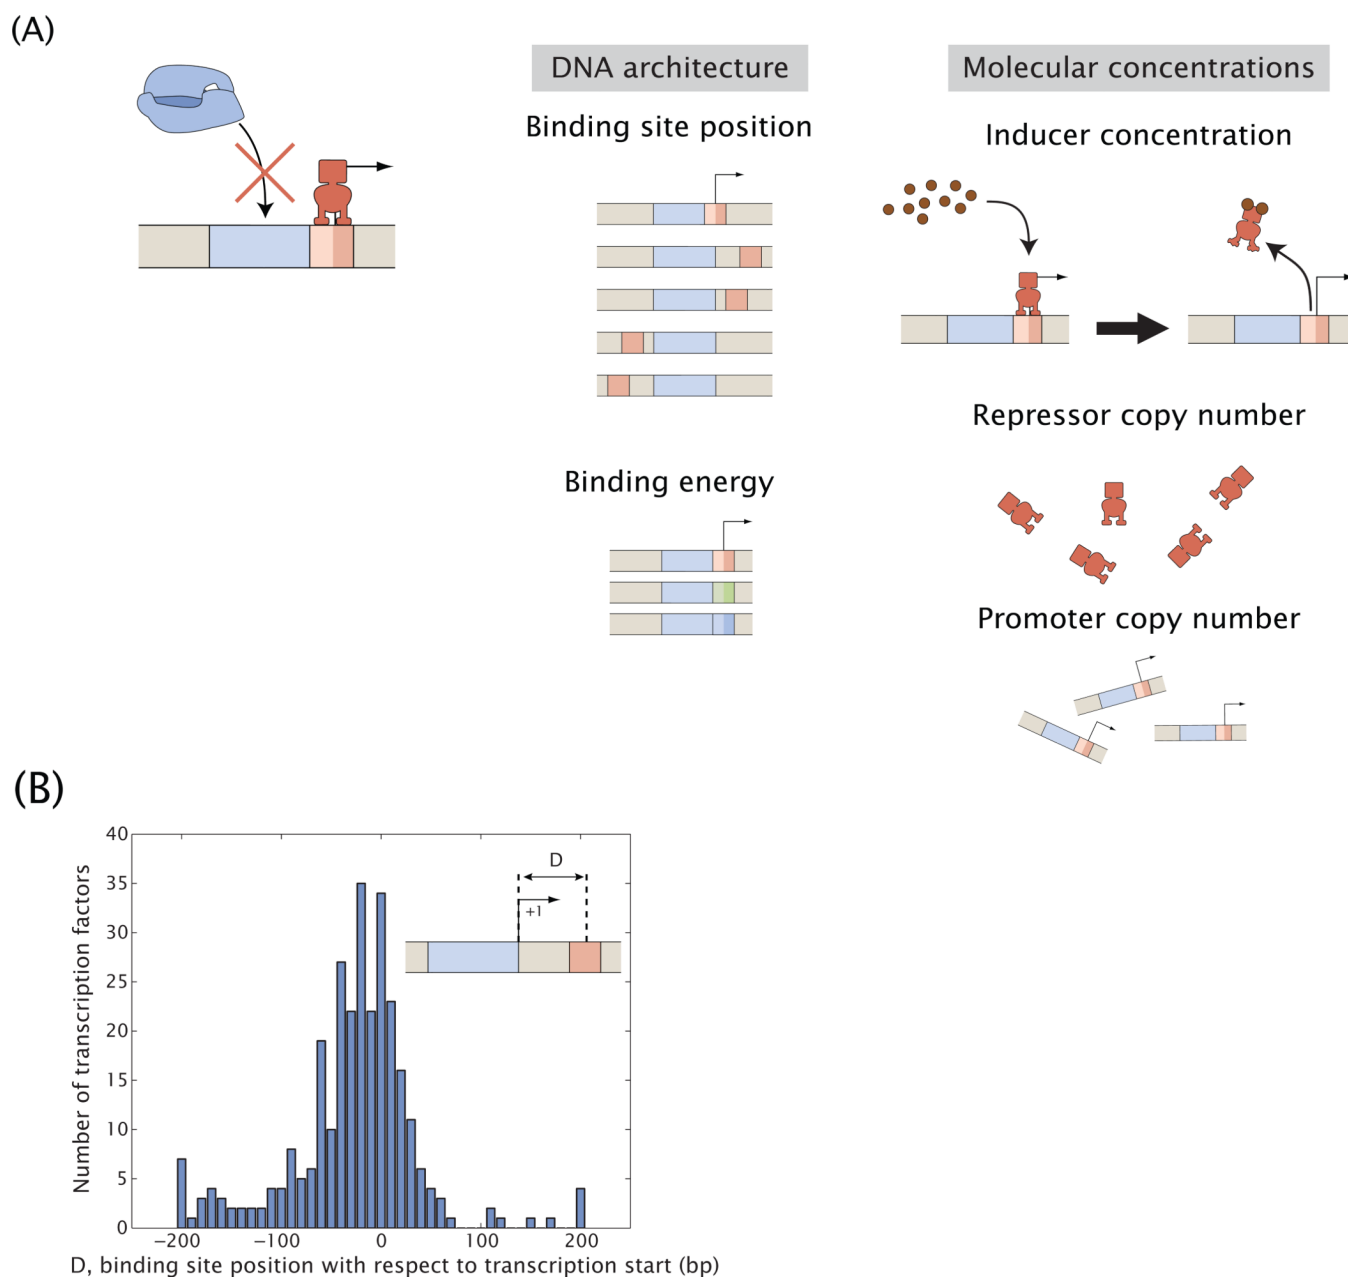 (A)
DNA architecture
Molecular concentrations
Binding site position
Inducer concentration
Repressor copy number
Binding energy
Promoter copy number
(B)
40
35
30
25
20
15
10
5
0
Number of transcription factors
D
+1
−200
−100
0
100
200
D, binding site position with respect to transcription start (bp)